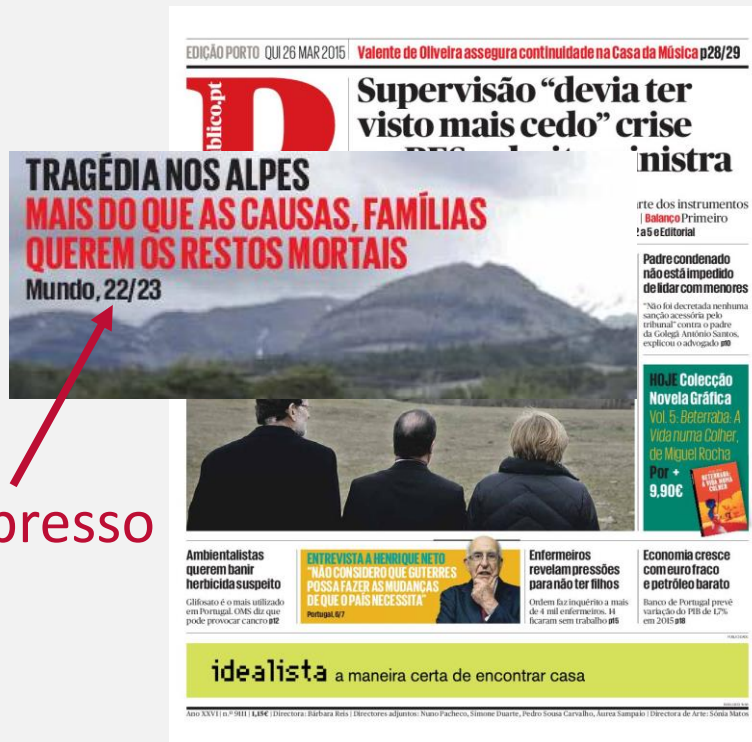 EDIÇÃO PORTO QUI 26 MAR 2015 Valente de Oliveira assegura continuidade na Casa da Música p28/29
blico.pt
Supervisão "devia ter
visto mais cedo" crise
inistra
TRAGÉDIA NOS ALPES
MAIS DO QUE AS CAUSAS, FAMÍLIAS
QUEREM OS RESTOS MORTAIS
Mundo, 22/23
rte dos instrumentos
| Balanço Primeiro
2 a 5 e Editorial
Padre condenado
não está impedido
de lidar com menores
"Não foi decretada nenhuma
sanção acessória pelo
tribunal" contra o padre
da Golegã António Santos,
explicou o advogado p10
HOJE Colecção
Novela Gráfica
Vol. 5: Beterraba: A
Vida numa Colher,
de Miguel Rocha
Por +
9,90€
BETERRABA
A VIDA NUMA
COLHER
presso
Ambientalistas
querem banir
herbicida suspeito
Glifosato é o mais utilizado
em Portugal. OMS diz que
pode provocar cancro p12
ENTREVISTA A HENRIQUE NETO
"NÃO CONSIDERO QUE GUTERRES
POSSA FAZER AS MUDANÇAS
DE QUE O PAÍS NECESSITA"
Portugal, 6/7
Enfermeiros
revelam pressões
para não ter filhos
Ordem faz inquérito a mais
de 4 mil enfermeiros. 14
ficaram sem trabalho p15
Economia cresce
com euro fraco
e petróleo barato
Banco de Portugal prevê
variação do PIB de 1,7%
em 2015 p18
PUBLICIDADE
idealista a maneira certa de encontrar casa
Ano XXVI | n.º 9111 | 1,15€ | Directora: Bárbara Reis | Directores adjuntos: Nuno Pacheco, Simone Duarte, Pedro Sousa Carvalho, Áurea Sampaio | Directora de Arte: Sónia Matos